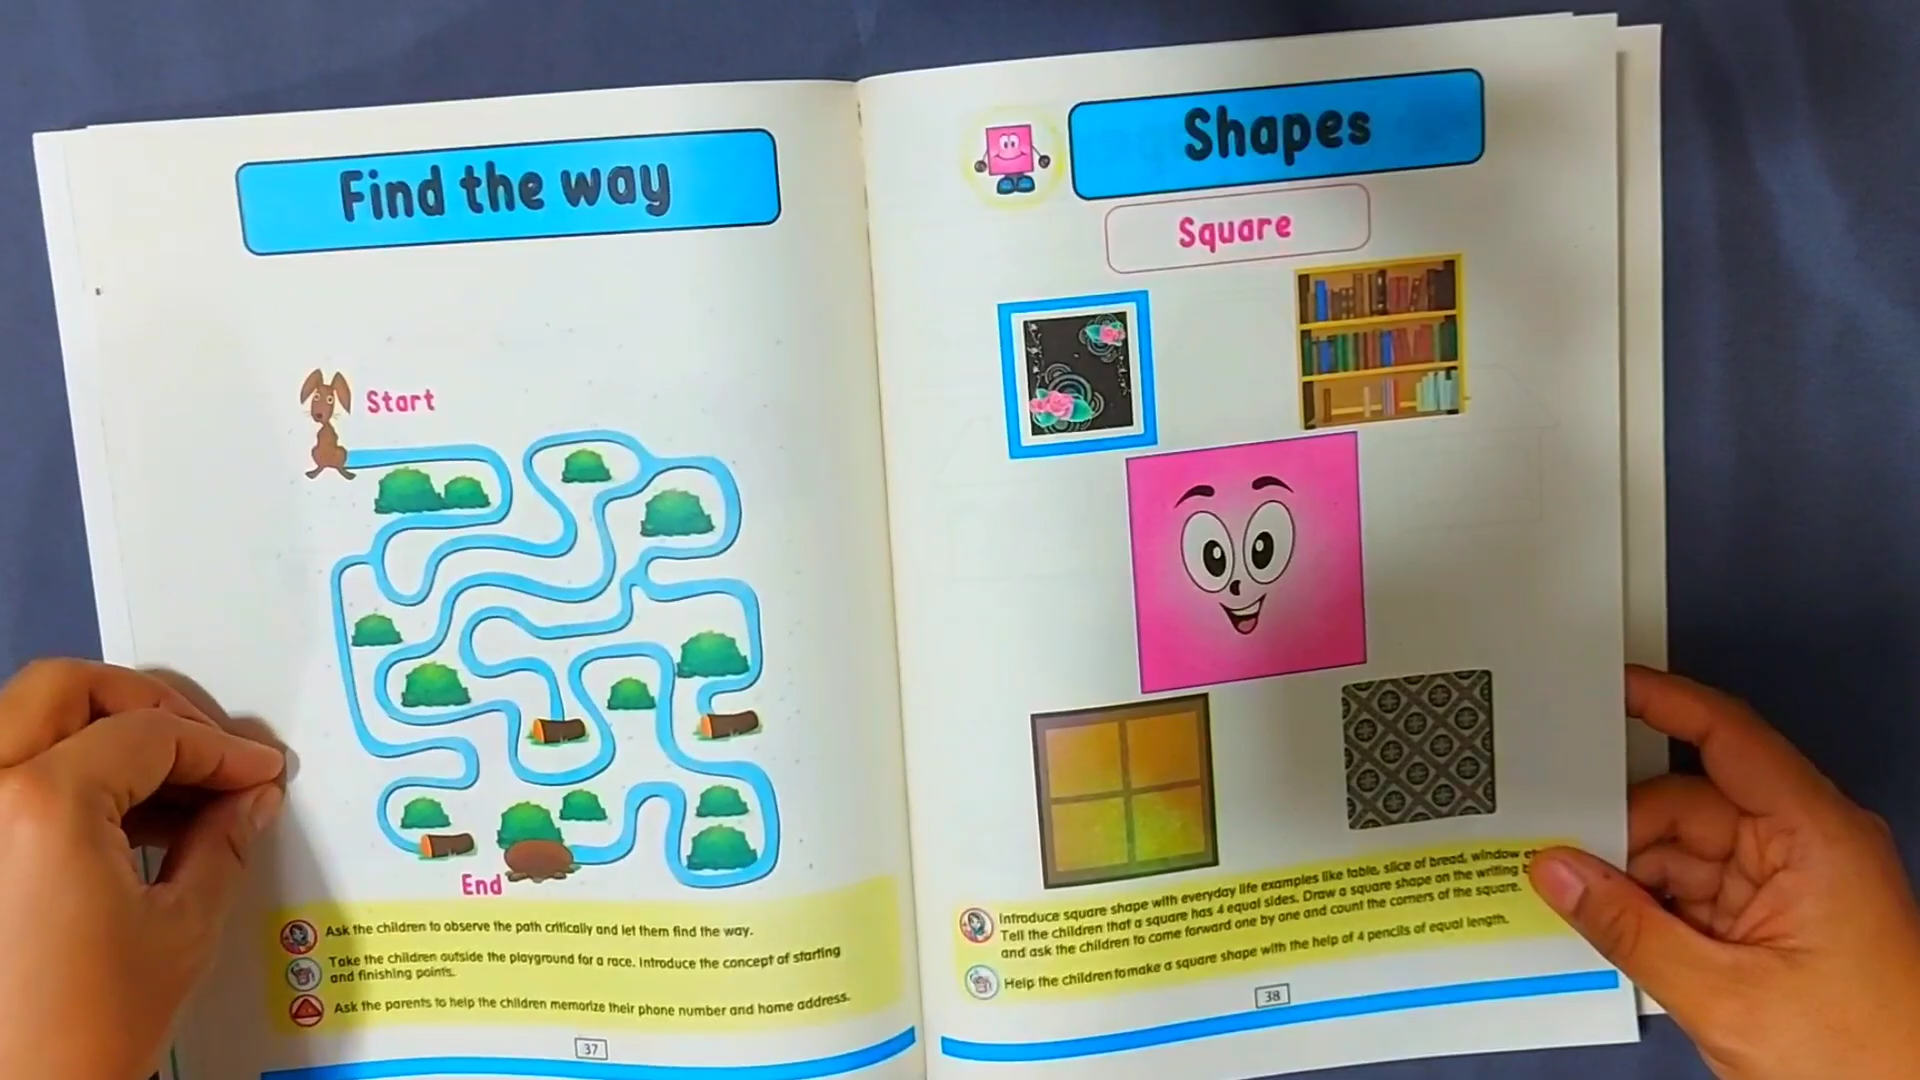 Find the way
Start
End
Ask the children to observe the path critically and let them find the way.
Take the children outside the playground for a race. Introduce the concept of starting
and finishing points.
Ask the parents to help the children memorize their phone number and home address.
37
Shapes
Square
Introduce square shape with everyday life examples like table, slice of bread, window
Tell the children that a square has 4 equal sides. Draw a square shape on the writing
and ask the children to come forward one by one and count the corners of the square.
Help the children to make a square shape with the help of 4 pencils of equal length.
38